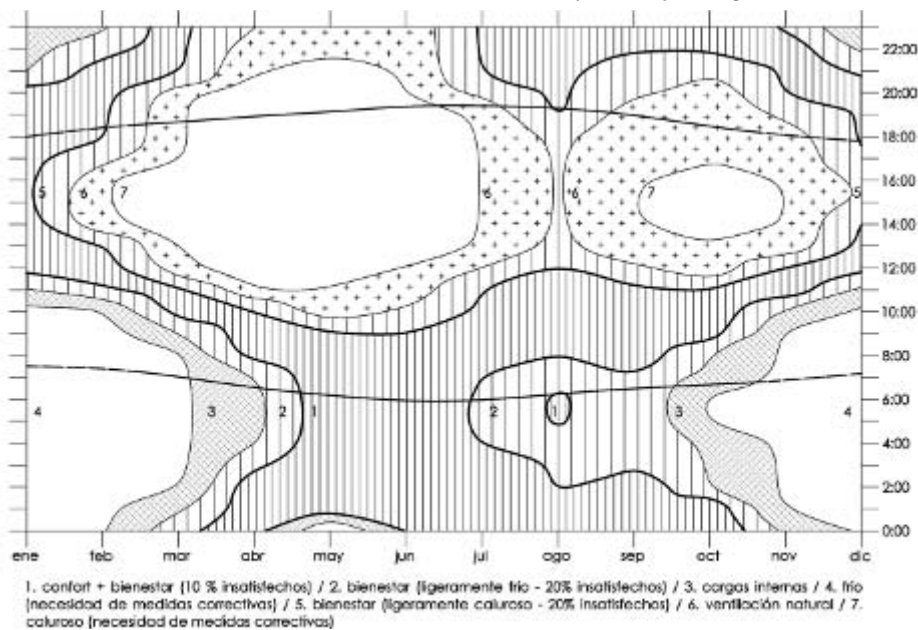 22:00
20:00
18:00
5 6 7 6 6 7 5
16:00
14:00
12:00
10:00
8:00
4 3 2 1 2 1 3 4
6:00
4:00
2:00
0:00
ene feb mar abr may jun jul ago sep oct nov dic
1. confort + bienestar (10 % insatisfechos) / 2. bienestar (ligeramente frío - 20% insatisfechos) / 3. cargas internas / 4. frío
(necesidad de medidas correctivas) / 5. bienestar (ligeramente caluroso - 20% insatisfechos) / 6. ventilación natural / 7.
caluroso (necesidad de medidas correctivas)